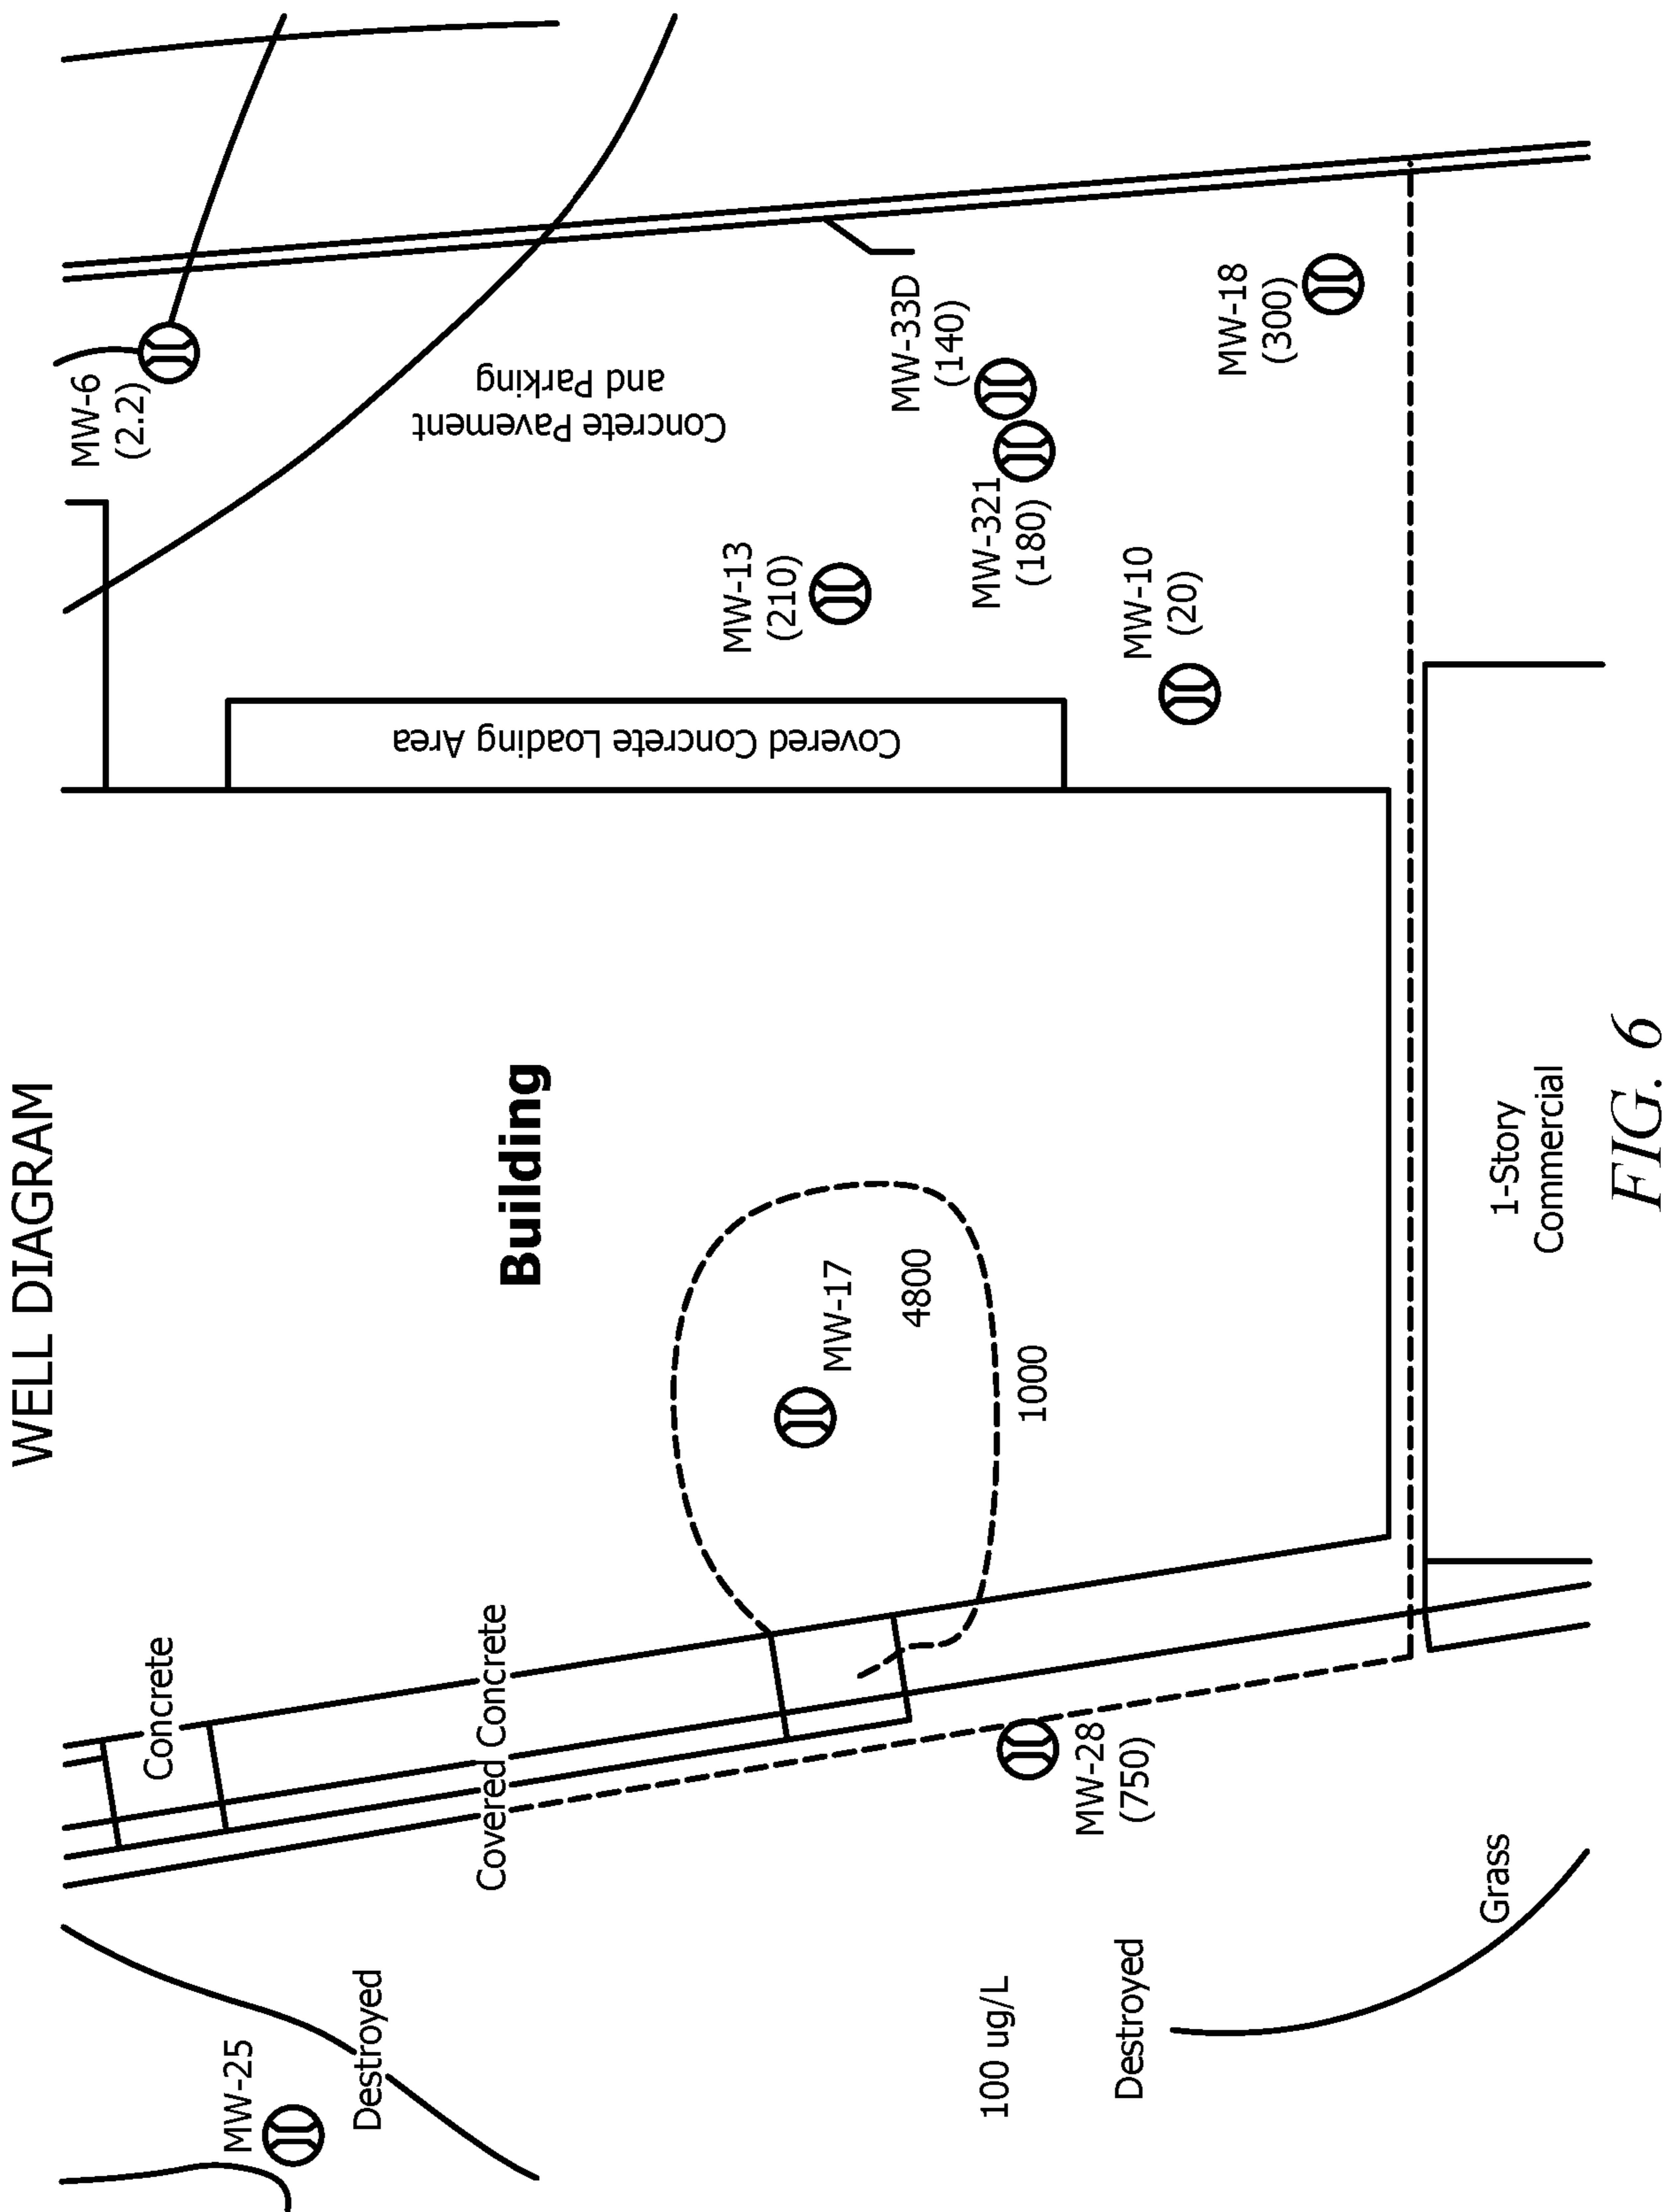 WELL DIAGRAM
MW-25
Destroyed
Concrete
Covered Concrete
MW-6
(2.2)
Building
Covered Concrete Loading Area
Concrete Pavement
and Parking
MW-13
(210)
MW-33D
(140)
MW-321
(180)
MW-17
4800
1000
100 ug/L
MW-28
(750)
Destroyed
MW-10
(20)
MW-18
(300)
Grass
1-Story
Commercial
FIG. 6